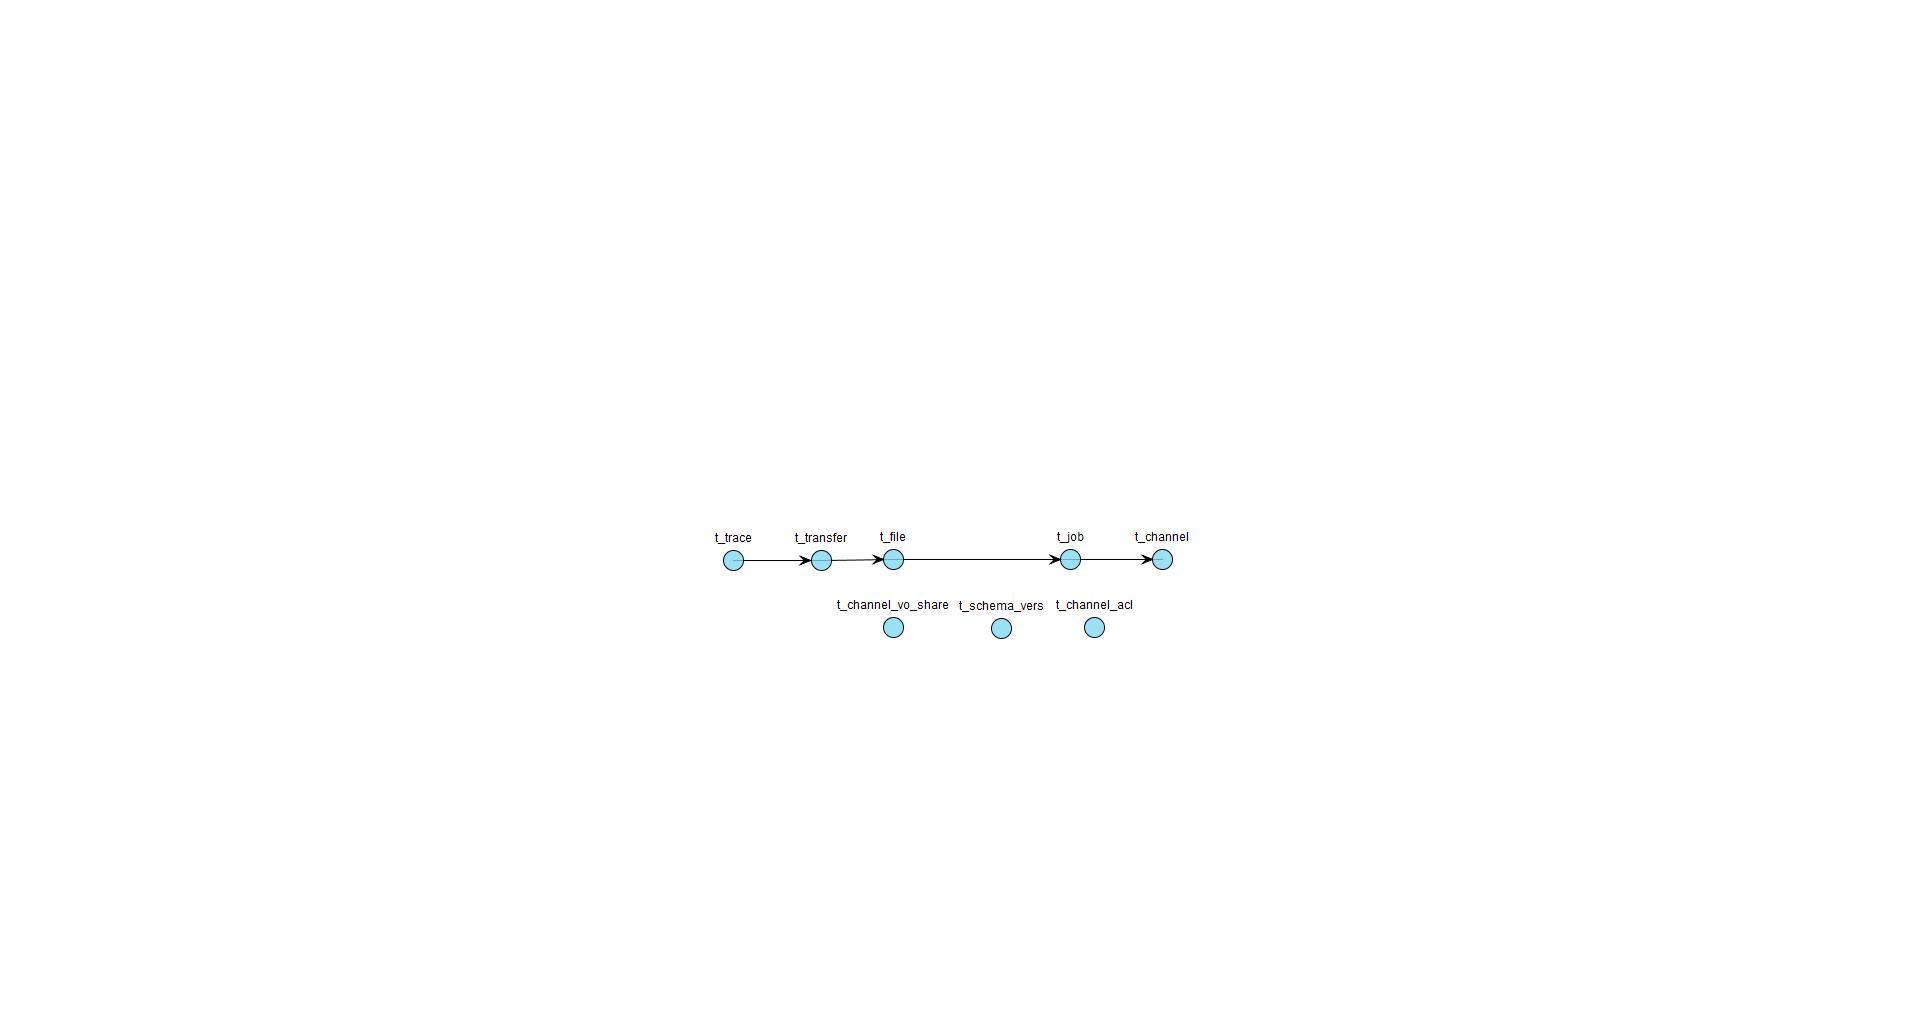 t_trace
t_transfer
t_file
t_job
t_channel
t_channel_vo_share
t_schema_vers
t_channel_acl